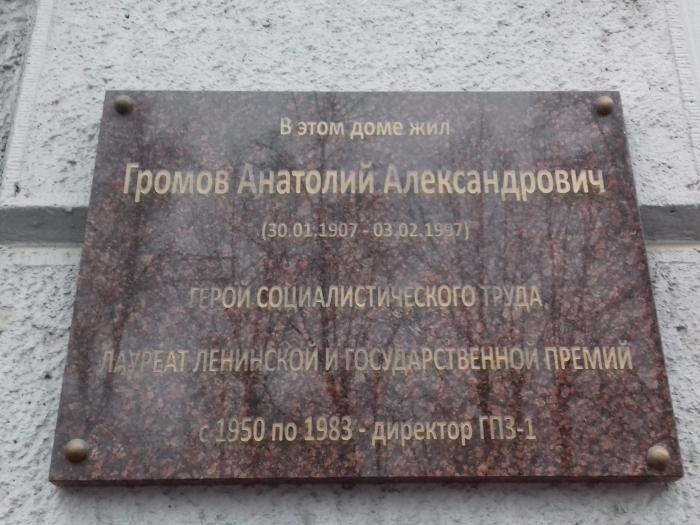 В этом доме жил
Громов Анатолий Александрович
(30.01.1907 - 03.02.1997)
ГЕРОЙ СОЦИАЛИСТИЧЕСКОГО ТРУДА
ЛАУРЕАТ ЛЕНИНСКОЙ И ГОСУДАРСТВЕННОЙ ПРЕМИЙ
с 1950 по 1983 - директор ГПЗ-1